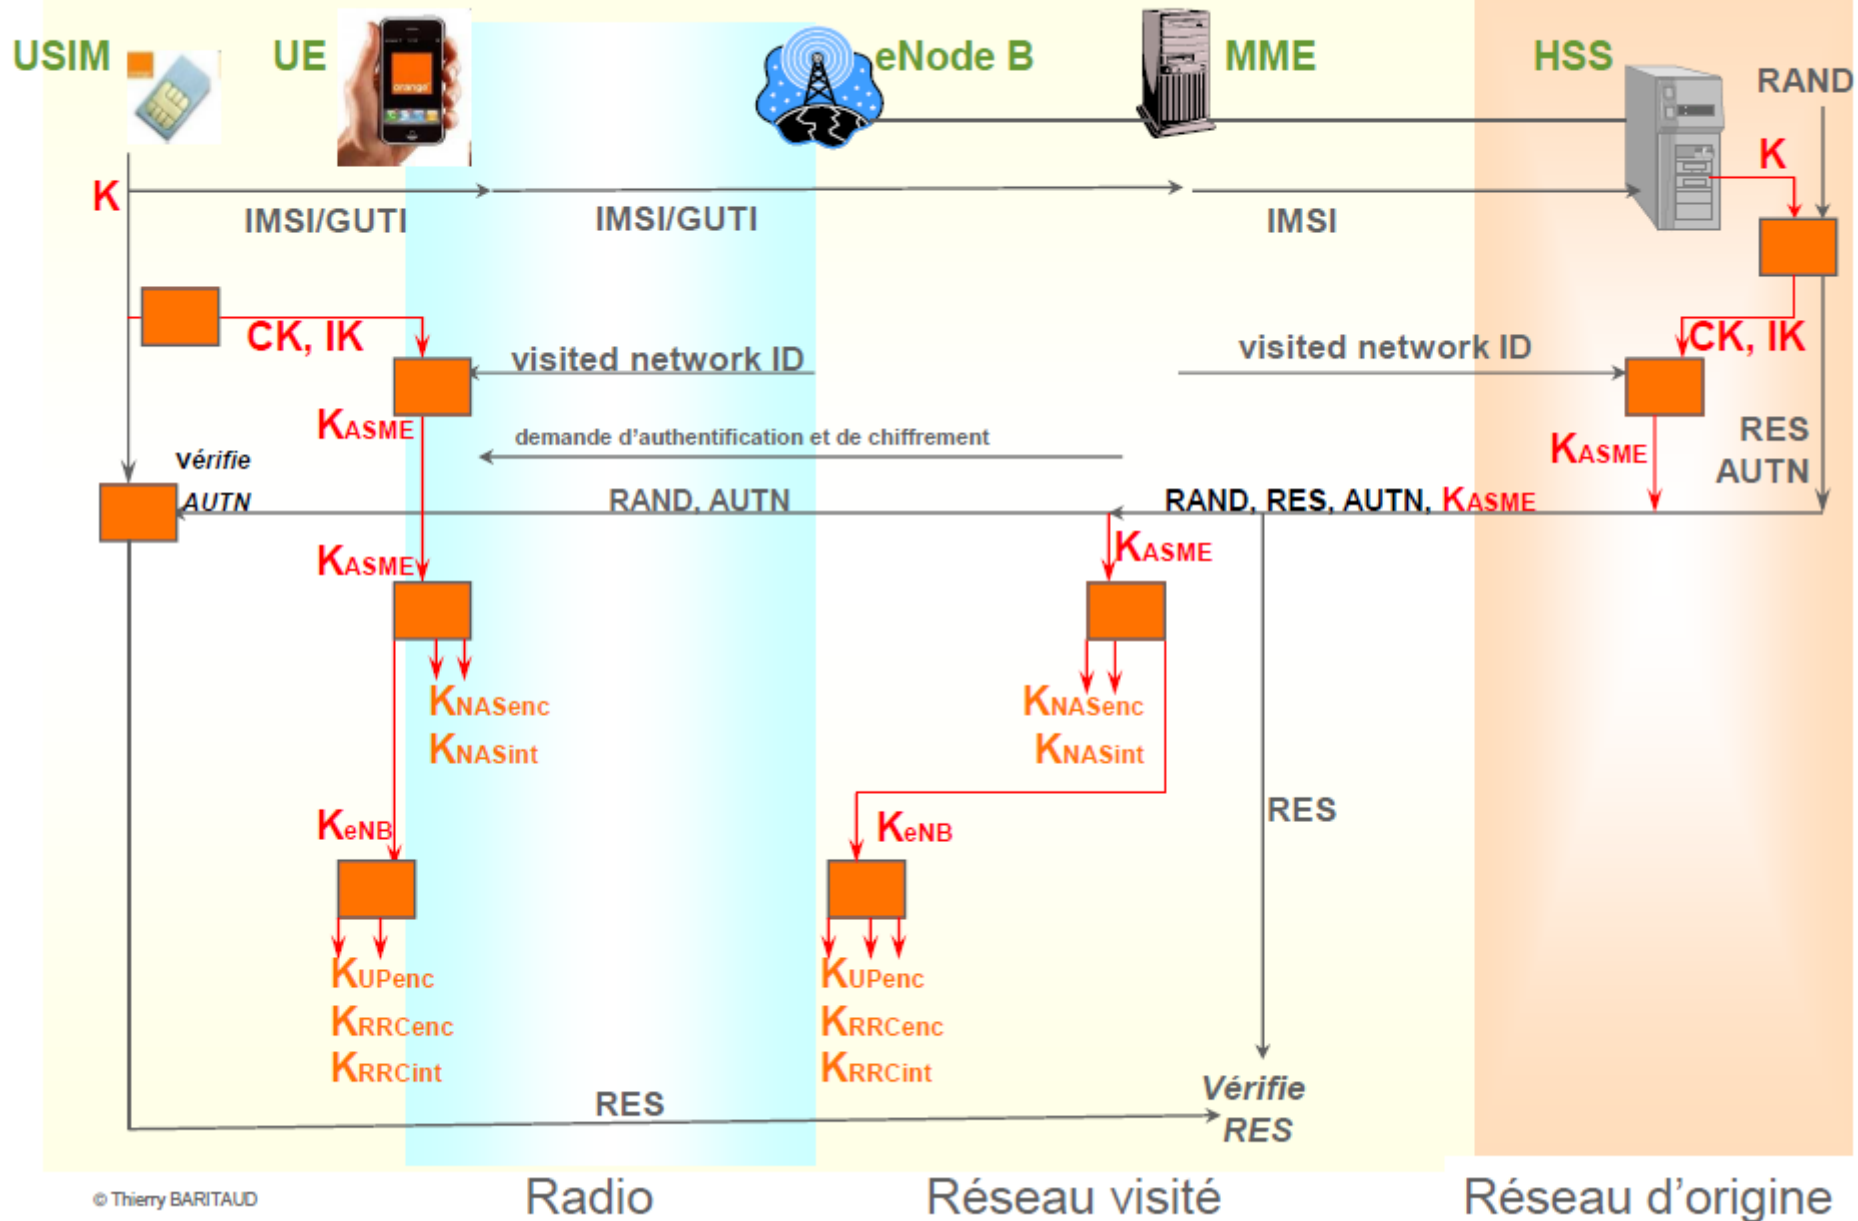 USIM
UE
orange
eNode B
MME
HSS
RAND
K
K
IMSI/GUTI
IMSI/GUTI
IMSI
CK, IK
visited network ID
visited network ID
CK, IK
KASME
demande d'authentification et de chiffrement
KASME
RES
AUTN
vérifie
AUTN
RAND, AUTN
RAND, RES, AUTN, KASME
KASME
KASME
KNASenc
KNASint
KNASenc
KNASint
KeNB
KeNB
RES
KUPenc
KRRCenc
KRRCint
KUPenc
KRRCenc
KRRCint
RES
Vérifie
RES
© Thierry BARITAUD
Radio
Réseau visité
Réseau d'origine